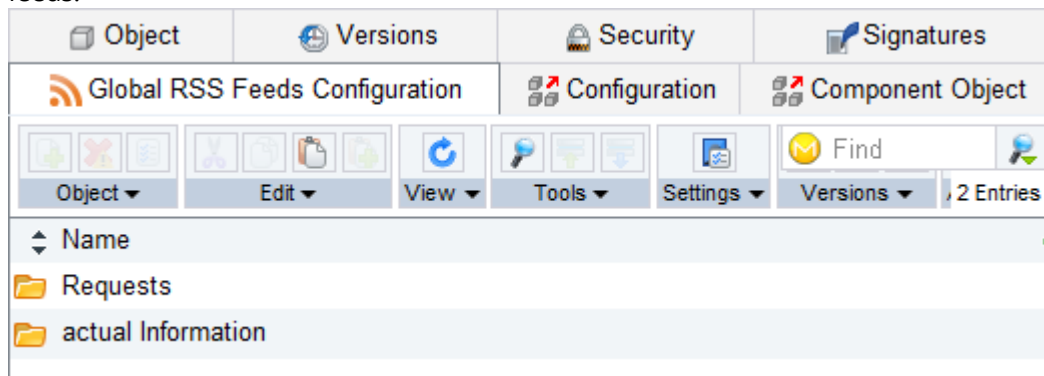 Object Versions Security Signatures
Global RSS Feeds Configuration Configuration Component Object
Find
Object Edit View Tools Settings Versions 2 Entries
Name
Requests
actual Information